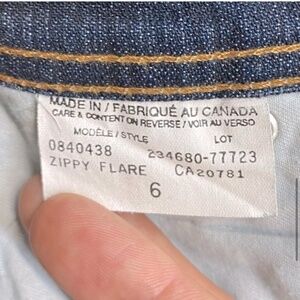 MADE IN / FABRIQUÉ AU CANADA
CARE & CONTENT ON REVERSE / VOIR AU VERSO
MODÈLE / STYLE LOT
0840438 234680-77723
ZIPPY FLARE CA20781
6